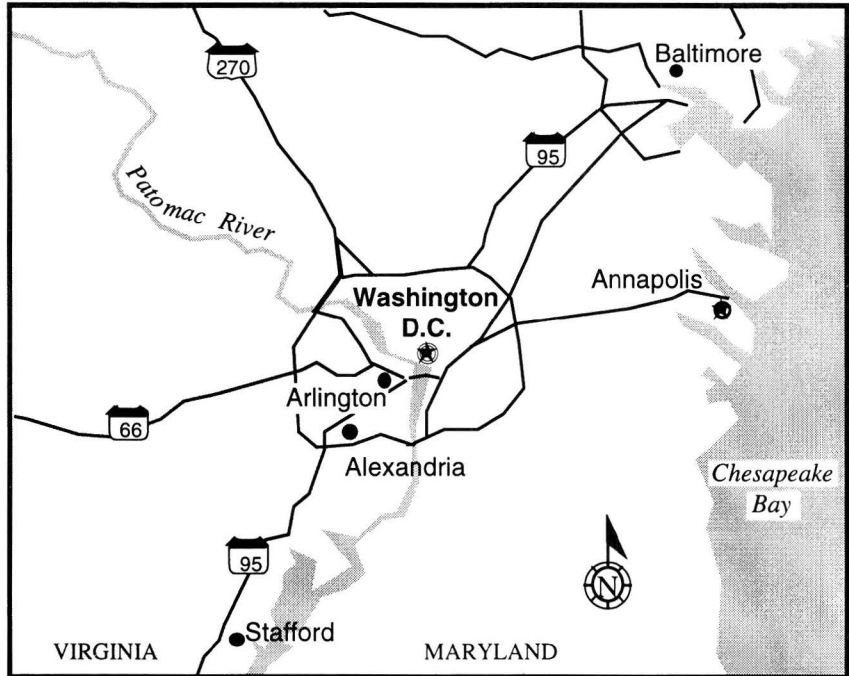 Baltimore
270
95
Patomac River
Annapolis
Washington
D.C.
Arlington
66
Alexandria
Chesapeake
Bay
95
N
Stafford
VIRGINIA
MARYLAND